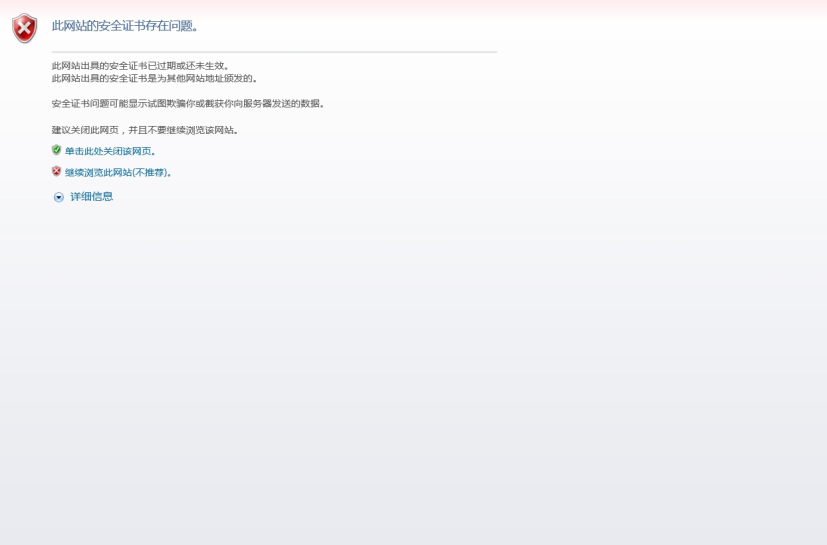 此网站的安全证书存在问题。
此网站出具的安全证书已过期或还未生效。
此网站出具的安全证书是为其他网站地址颁发的。
安全证书问题可能显示试图欺骗你或截获你向服务器发送的数据。
建议关闭此网页，并且不要继续浏览该网站。
单击此处关闭该网页。
继续浏览此网站(不推荐)。
详细信息